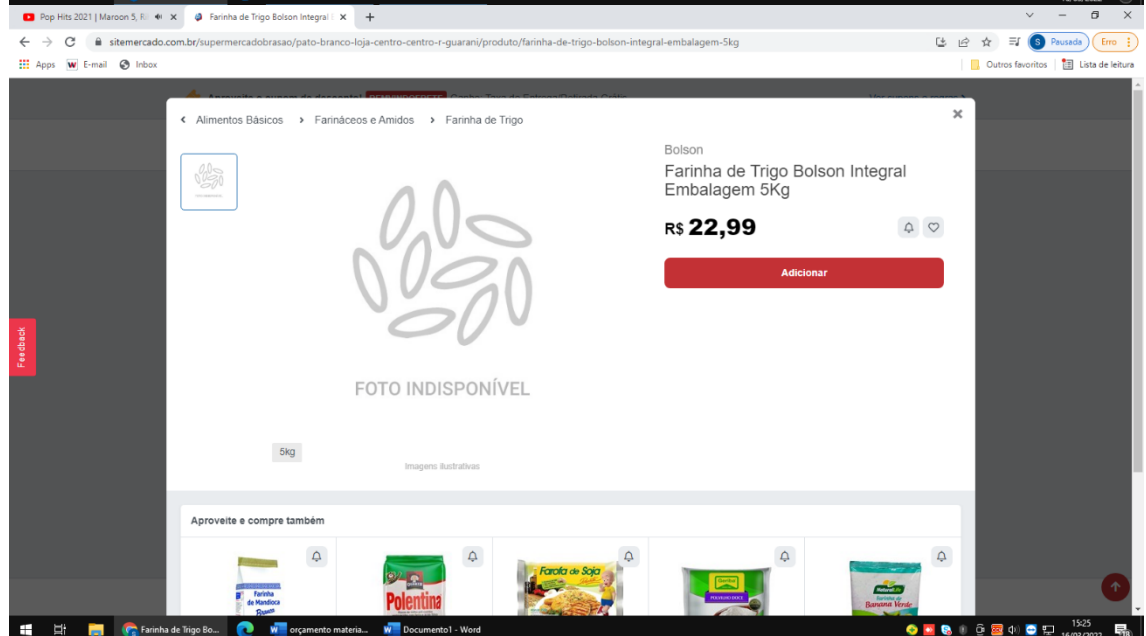 Pop Hits 2021 | Maroon 5,
Farinha de Trigo Bolson Integral
sitemercado.com.br/supermercadobrasao/pato-branco-loja-centro-centro-r-guarani/produto/farinha-de-trigo-bolson-integral-embalagem-5kg
S Pausada
Erro
Apps
E-mail
Inbox
Outros favoritos
Lista de leitura
Alimentos Básicos > Farináceos e Amidos > Farinha de Trigo
Bolson
Farinha de Trigo Bolson Integral
Embalagem 5Kg
R$ 22,99
Adicionar
Feedback
FOTO INDISPONÍVEL
5kg
Imagens ilustrativas
Aproveite e compre também
Farinha
de Mandioca
Polentina
Farofa de Soja
Banana Verde
Farinha de Trigo Bo...
orçamento materia...
Documento1 - Word
15:25
16/03/2022